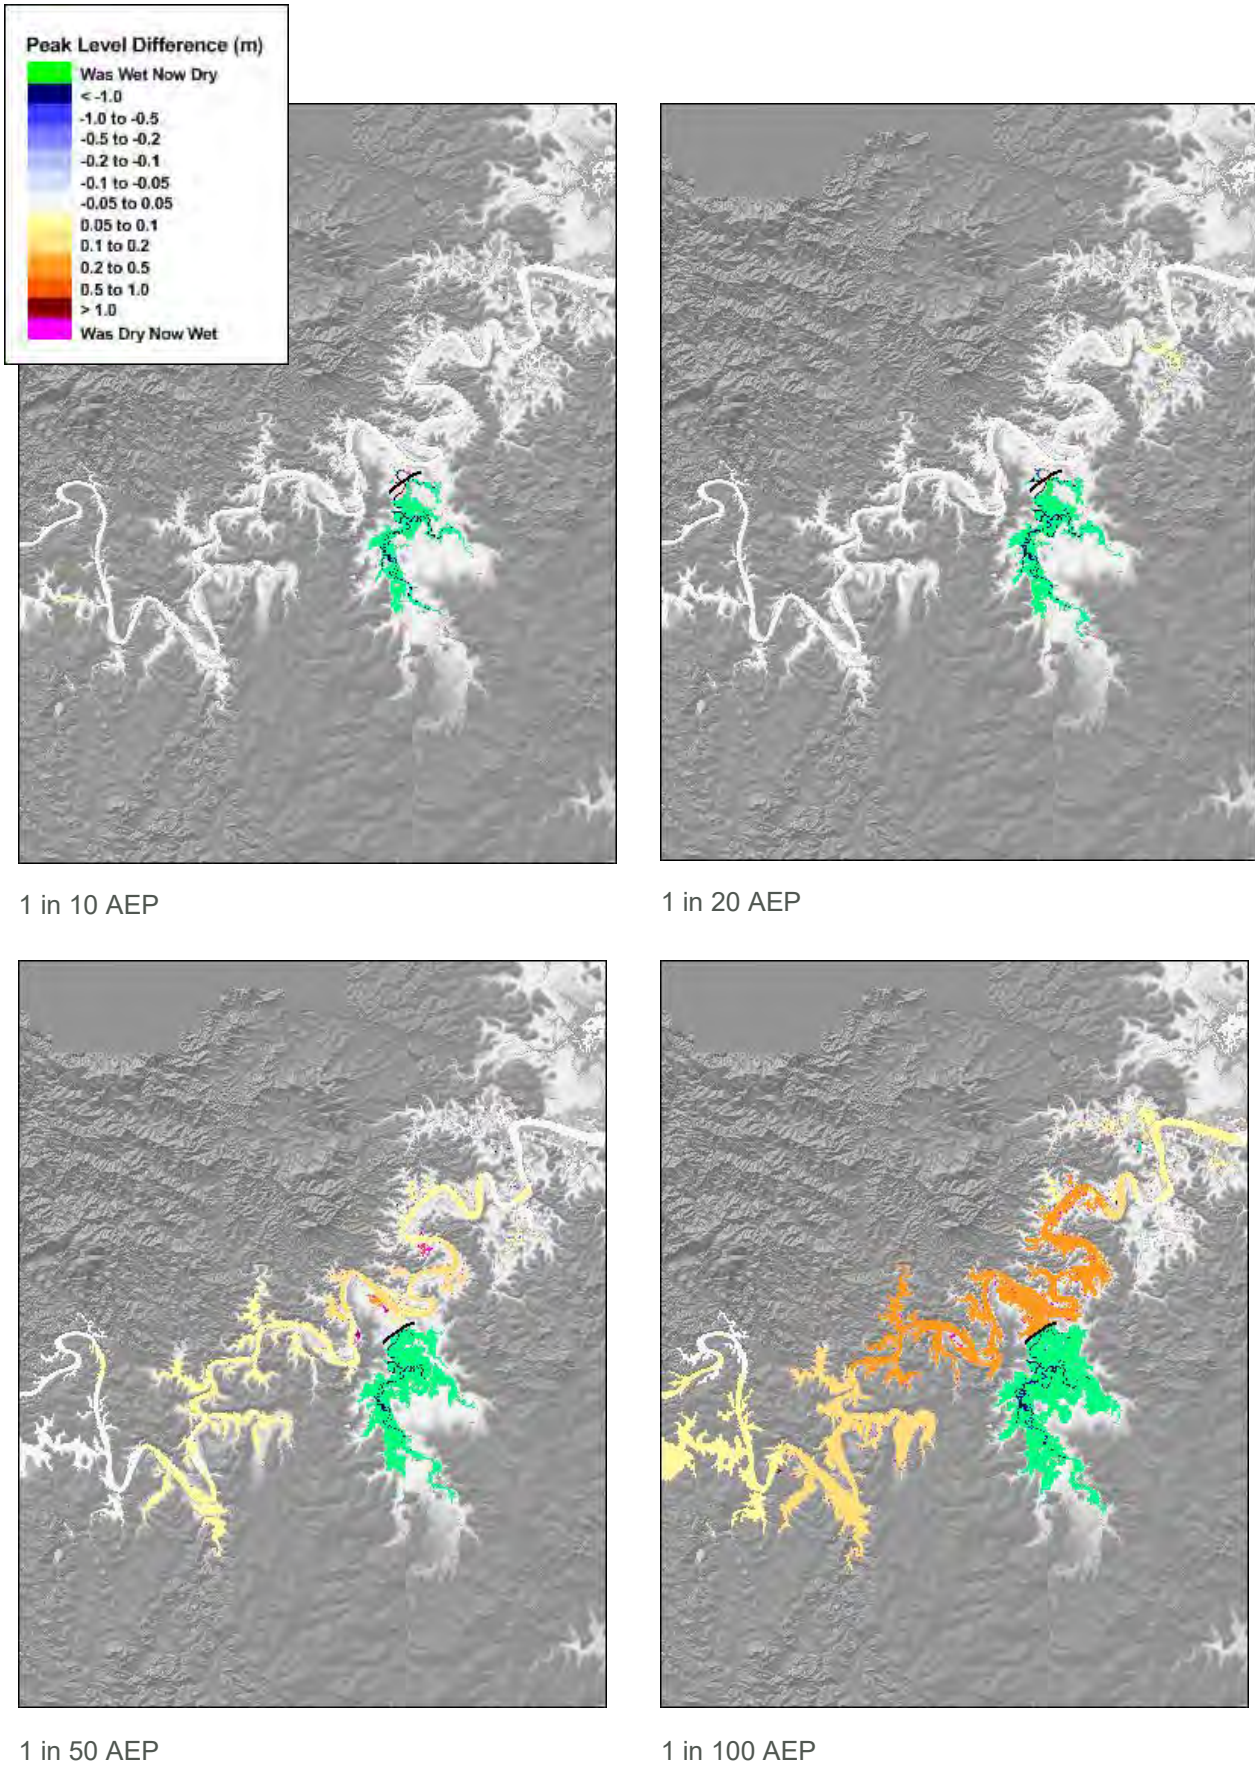 Peak Level Difference (m)
Was Wet Now Dry
< -1.0
-1.0 to -0.5
-0.5 to -0.2
-0.2 to -0.1
-0.1 to -0.05
-0.05 to 0.05
0.05 to 0.1
0.1 to 0.2
0.2 to 0.5
0.5 to 1.0
> 1.0
Was Dry Now Wet
1 in 10 AEP
1 in 20 AEP
1 in 50 AEP
1 in 100 AEP